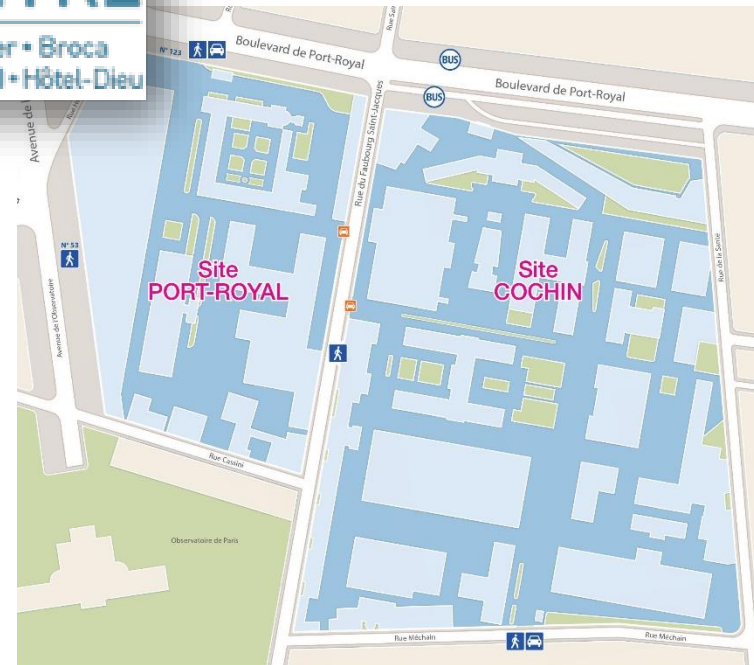 er • Broca
• Hôtel-Dieu
N° 123
Boulevard de Port-Royal
BUS
BUS
Boulevard de Port-Royal
Rue du Faubourg Saint-Jacques
N° 53
Avenue de l'Observatoire
Rue de la Santé
Site
PORT-ROYAL
Site
COCHIN
Rue Cassini
Observatoire de Paris
Rue Méchain
Rue Méchain